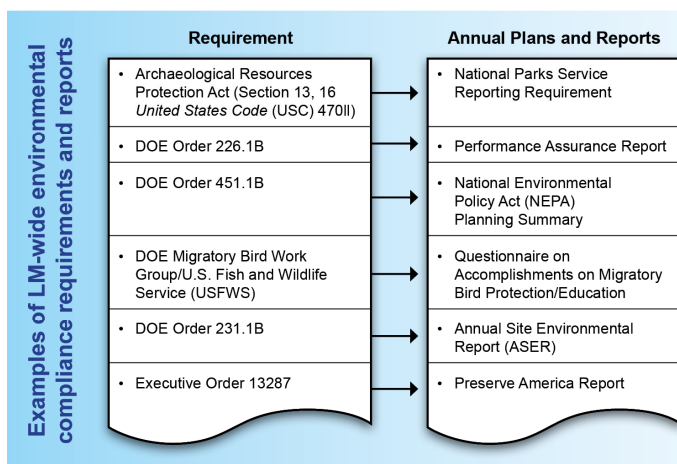 Examples of LM-wide environmental
compliance requirements and reports
Requirement
Annual Plans and Reports
• Archaeological Resources
Protection Act (Section 13, 16
United States Code (USC) 470ll)
• National Parks Service
Reporting Requirement
• DOE Order 226.1B
• Performance Assurance Report
• DOE Order 451.1B
• National Environmental
Policy Act (NEPA)
Planning Summary
• DOE Migratory Bird Work
Group/U.S. Fish and Wildlife
Service (USFWS)
• Questionnaire on
Accomplishments on Migratory
Bird Protection/Education
• DOE Order 231.1B
• Annual Site Environmental
Report (ASER)
• Executive Order 13287
• Preserve America Report